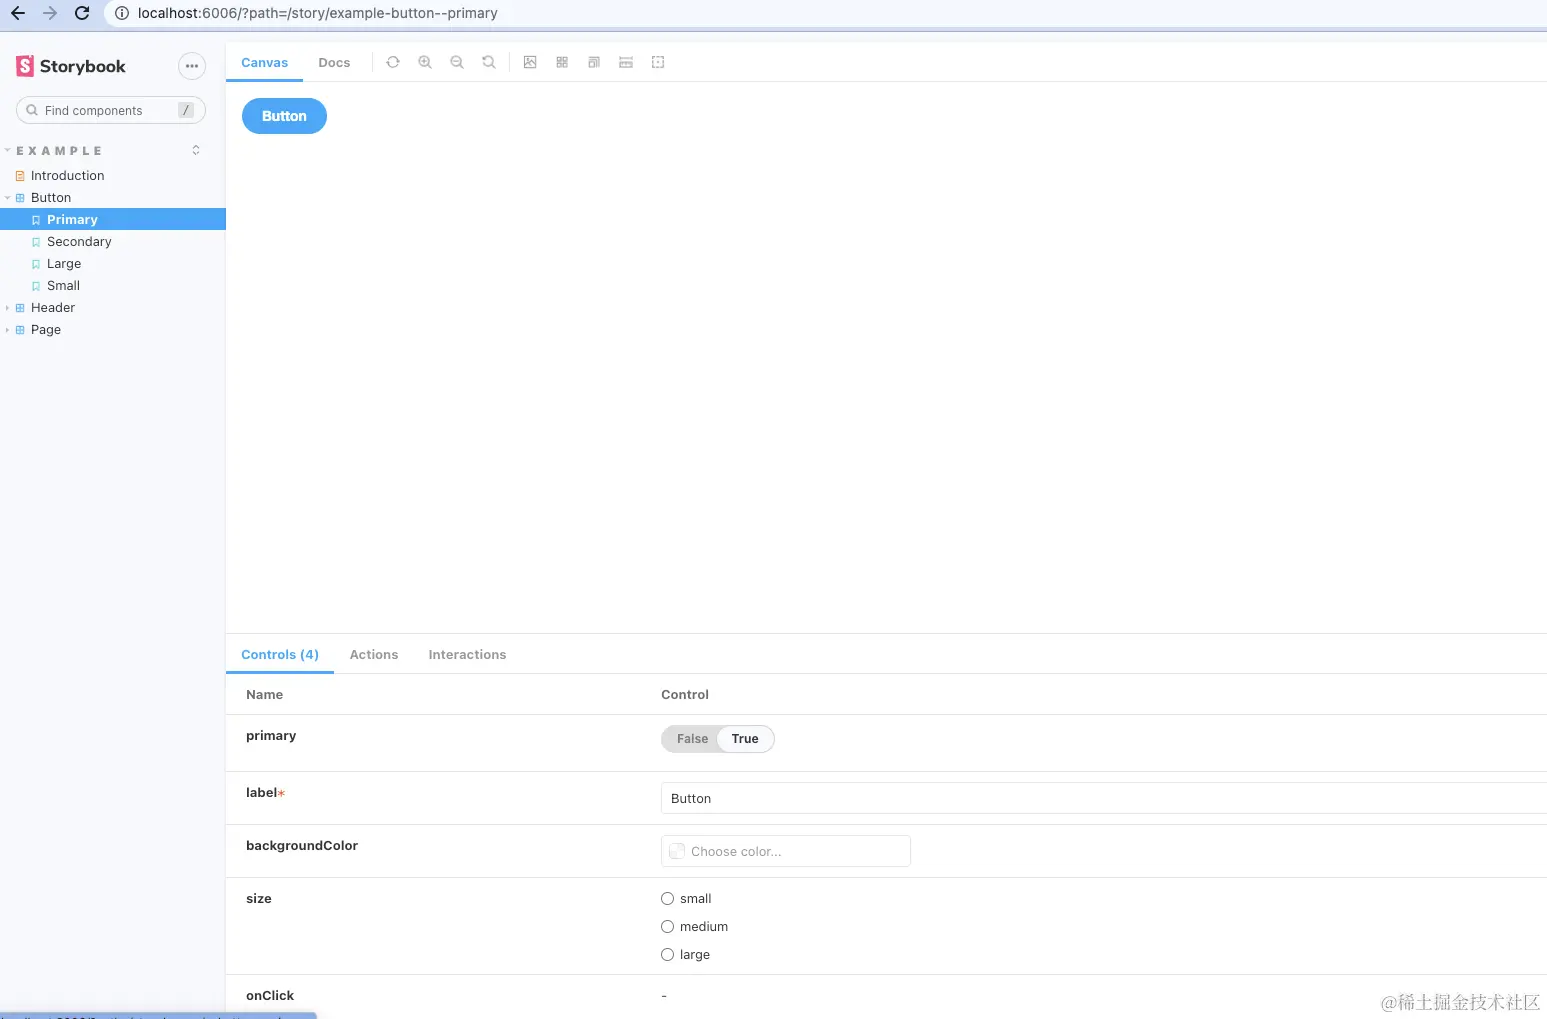 localhost:6006/?path=/story/example-button--primary
Storybook
Canvas Docs
Find components /
Button
EXAMPLE
Introduction
Button
Primary
Secondary
Large
Small
Header
Page
Controls (4) Actions Interactions
Name Control
primary False True
label* Button
backgroundColor Choose color...
size small
medium
large
onClick -
@稀土掘金技术社区